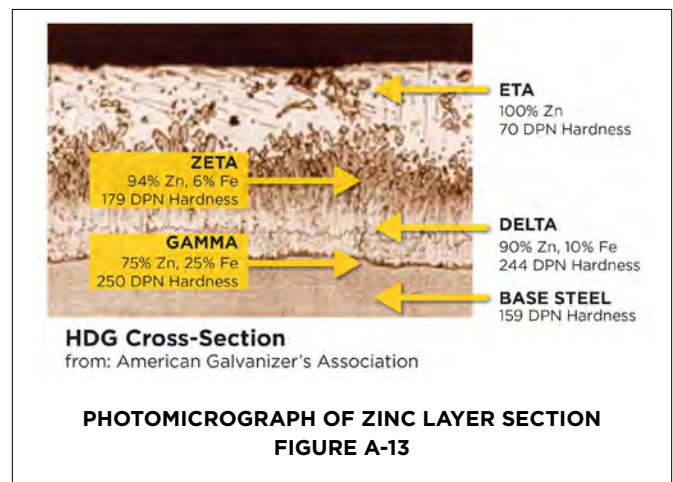 ETA
100% Zn
70 DPN Hardness
ZETA
94% Zn, 6% Fe
179 DPN Hardness
DELTA
90% Zn, 10% Fe
244 DPN Hardness
GAMMA
75% Zn, 25% Fe
250 DPN Hardness
BASE STEEL
159 DPN Hardness
HDG Cross-Section
from: American Galvanizer's Association
PHOTOMICROGRAPH OF ZINC LAYER SECTION
FIGURE A-13